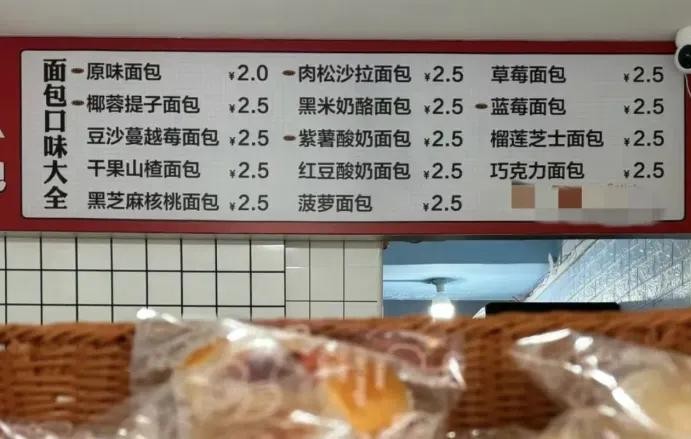 面包口味大全
原味面包 ¥2.0
椰蓉提子面包 ¥2.5
豆沙蔓越莓面包 ¥2.5
干果山楂面包 ¥2.5
黑芝麻核桃面包 ¥2.5
肉松沙拉面包 ¥2.5
黑米奶酪面包 ¥2.5
紫薯酸奶面包 ¥2.5
红豆酸奶面包 ¥2.5
菠萝面包 ¥2.5
草莓面包 ¥2.5
蓝莓面包 ¥2.5
榴莲芝士面包 ¥2.5
巧克力面包 ¥2.5